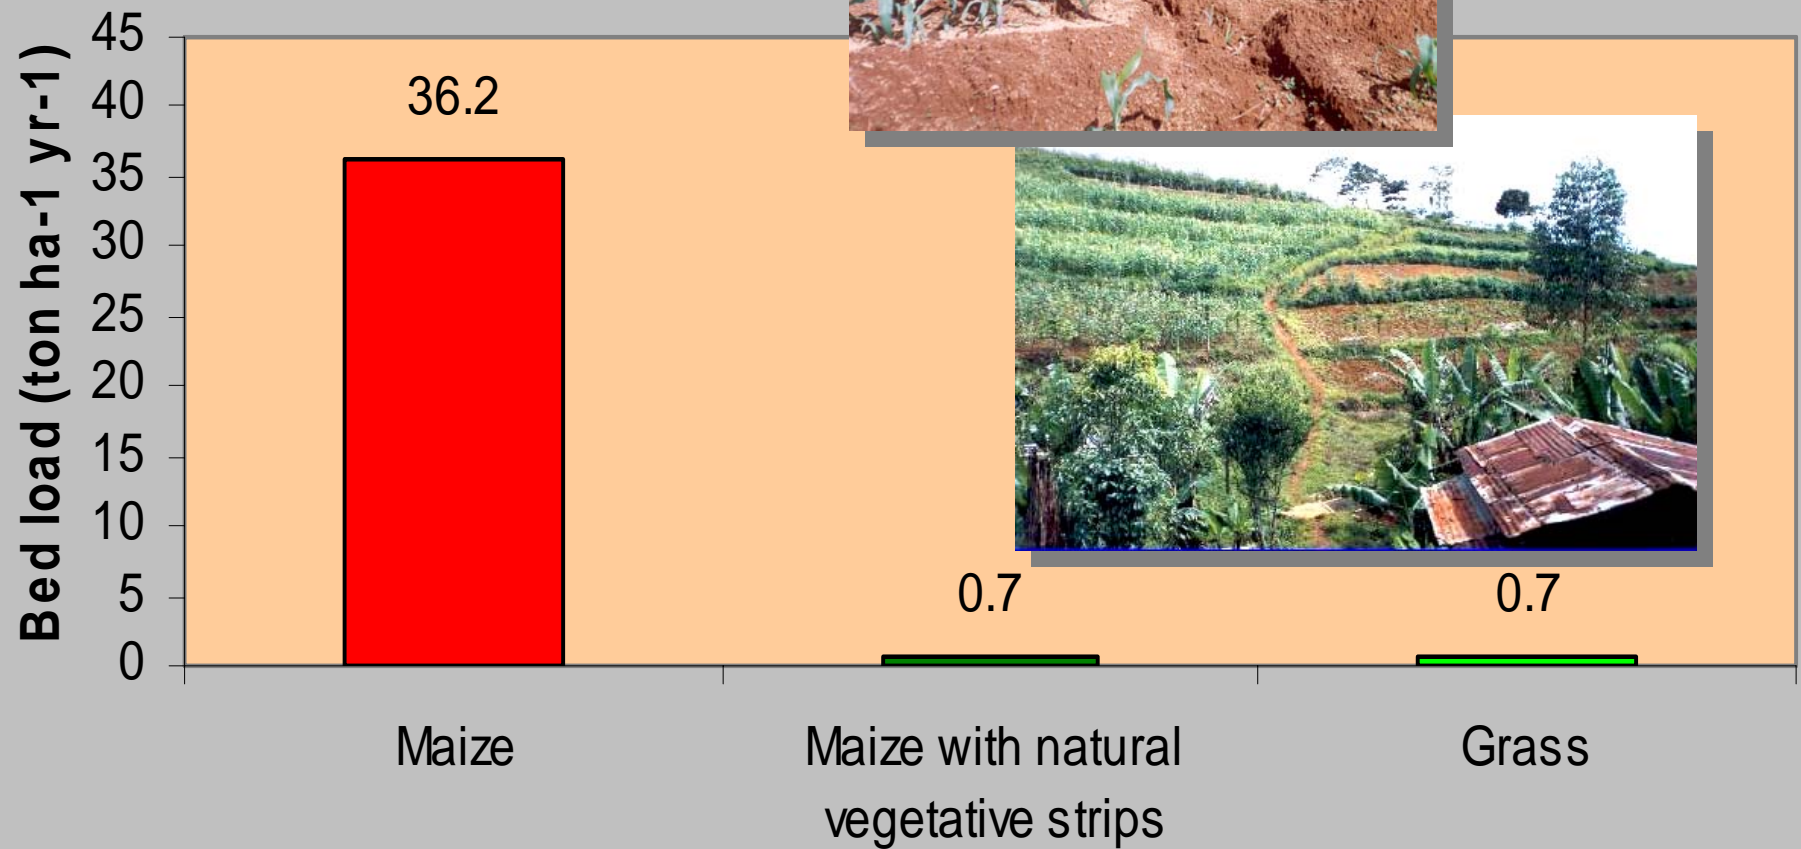 Bed load (ton ha-1 yr-1)
45
40
35
30
25
20
15
10
5
0
36.2
0.7
0.7
Maize
Maize with natural
vegetative strips
Grass